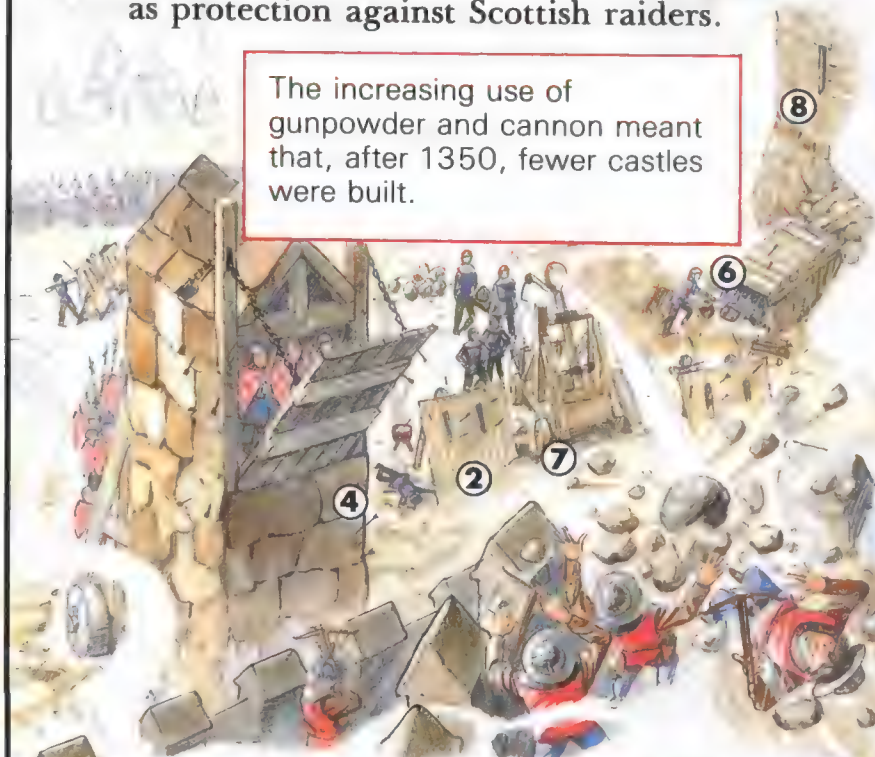 as protection against Scottish raiders.
The increasing use of
gunpowder and cannon meant
that, after 1350, fewer castles
were built.
8
6
7
2
4